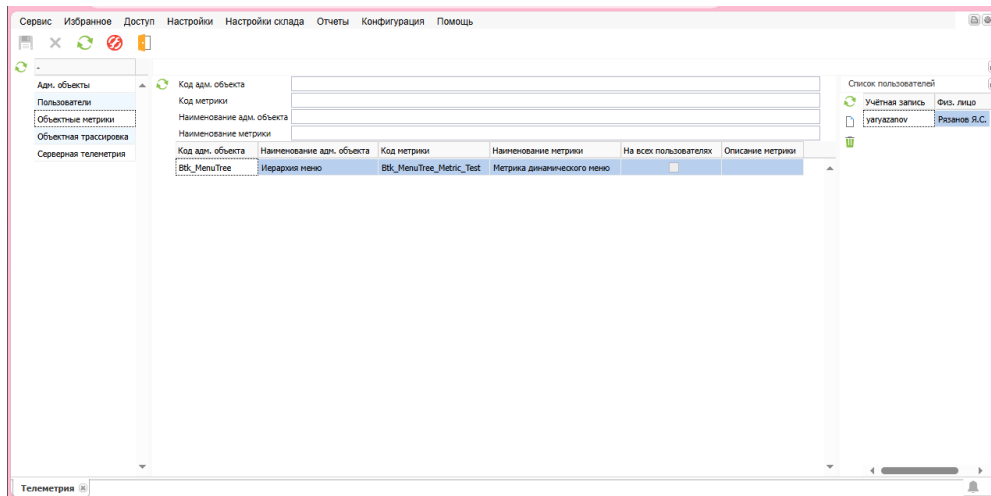 Сервис Избранное Доступ Настройки Настройки склада Отчеты Конфигурация Помощь
-
Адм. объекты
Пользователи
Объектные метрики
Объектная трассировка
Серверная телеметрия
Код адм. объекта
Код метрики
Наименование адм. объекта
Наименование метрики
Код адм. объекта Наименование адм. объекта Код метрики Наименование метрики На всех пользователях Описание метрики
Btk_MenuTree Иерархия меню Btk_MenuTree_Metric_Test Метрика динамического меню
Список пользователей
Учётная запись Физ. лицо
yaryazanov Рязанов Я.С.
Телеметрия